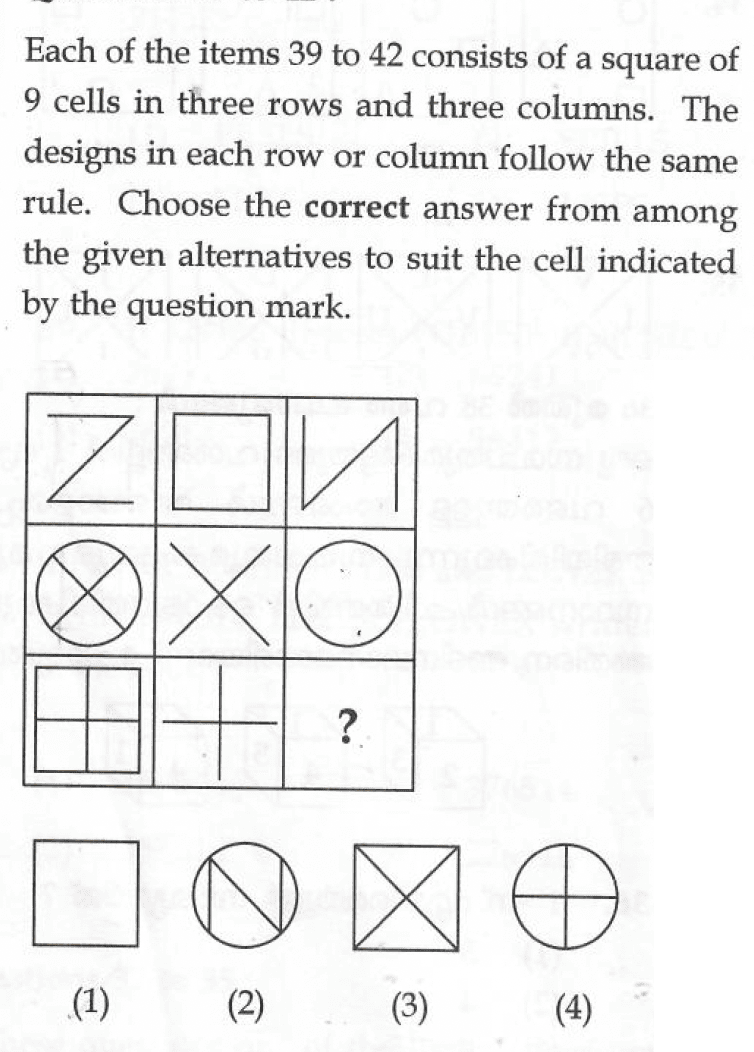 Each of the items 39 to 42 consists of a square of
9 cells in three rows and three columns. The
designs in each row or column follow the same
rule. Choose the correct answer from among
the given alternatives to suit the cell indicated
by the question mark.
?
(1) (2) (3) (4)